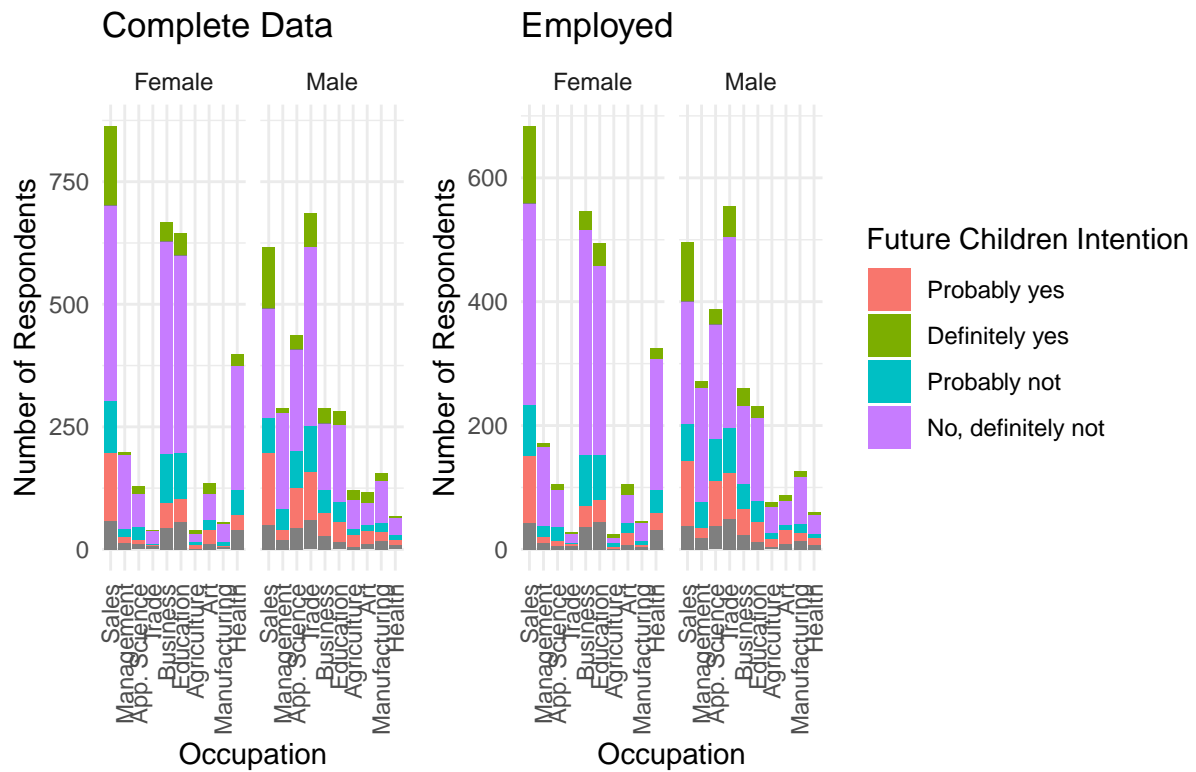 Complete Data
Employed
Female
Male
Female
Male
Number of Respondents
750
500
250
0
Sales
Management
App. Science
Trade
Business
Education
Agriculture
Art
Manufacturing
Health
Sales
Management
App. Science
Trade
Business
Education
Agriculture
Art
Manufacturing
Health
Occupation
Number of Respondents
600
400
200
0
Sales
Management
App. Science
Trade
Business
Education
Agriculture
Art
Manufacturing
Health
Sales
Management
App. Science
Trade
Business
Education
Agriculture
Art
Manufacturing
Health
Occupation
Future Children Intention
Probably yes
Definitely yes
Probably not
No, definitely not